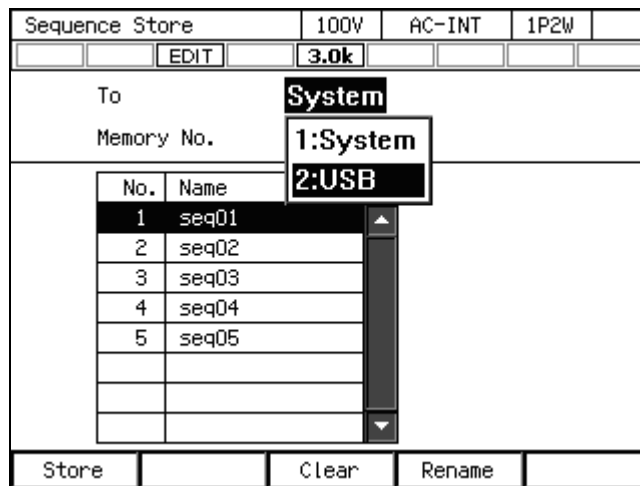 Sequence Store 100V AC-INT 1P2W
EDIT 3.0k
To System
Memory No. 1:System
2:USB
No. Name
1 seq01
2 seq02
3 seq03
4 seq04
5 seq05
Store Clear Rename